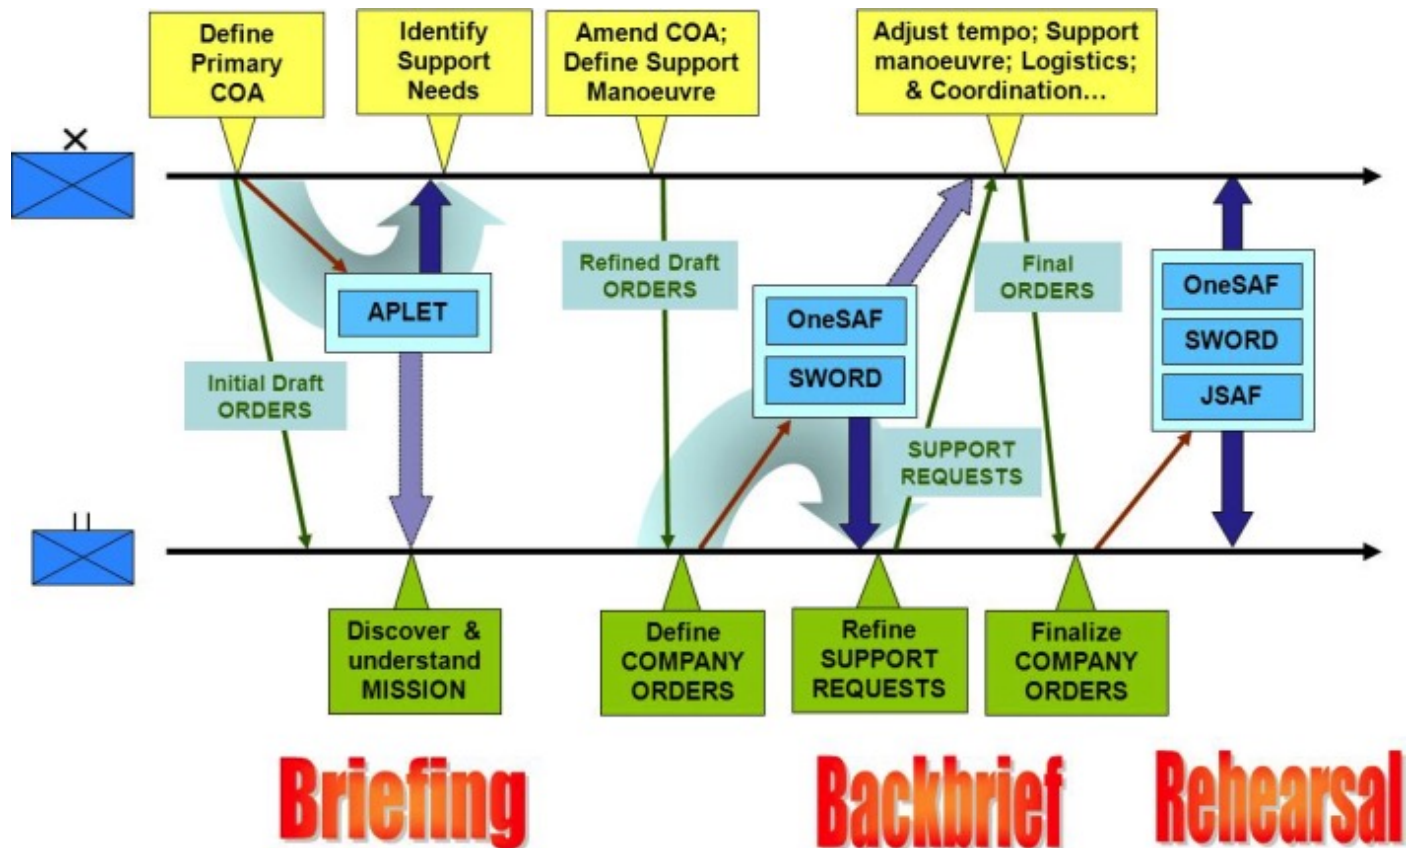 Define
Primary
COA
Identify
Support
Needs
Amend COA;
Define Support
Manoeuvre
Adjust tempo; Support
manoeuvre; Logistics;
& Coordination...
APLET
Initial Draft
ORDERS
Refined Draft
ORDERS
OneSAF
SWORD
SUPPORT
REQUESTS
Final
ORDERS
OneSAF
SWORD
JSAF
Discover &
understand
MISSION
Define
COMPANY
ORDERS
Refine
SUPPORT
REQUESTS
Finalize
COMPANY
ORDERS
Briefing
Backbrief
Rehearsal